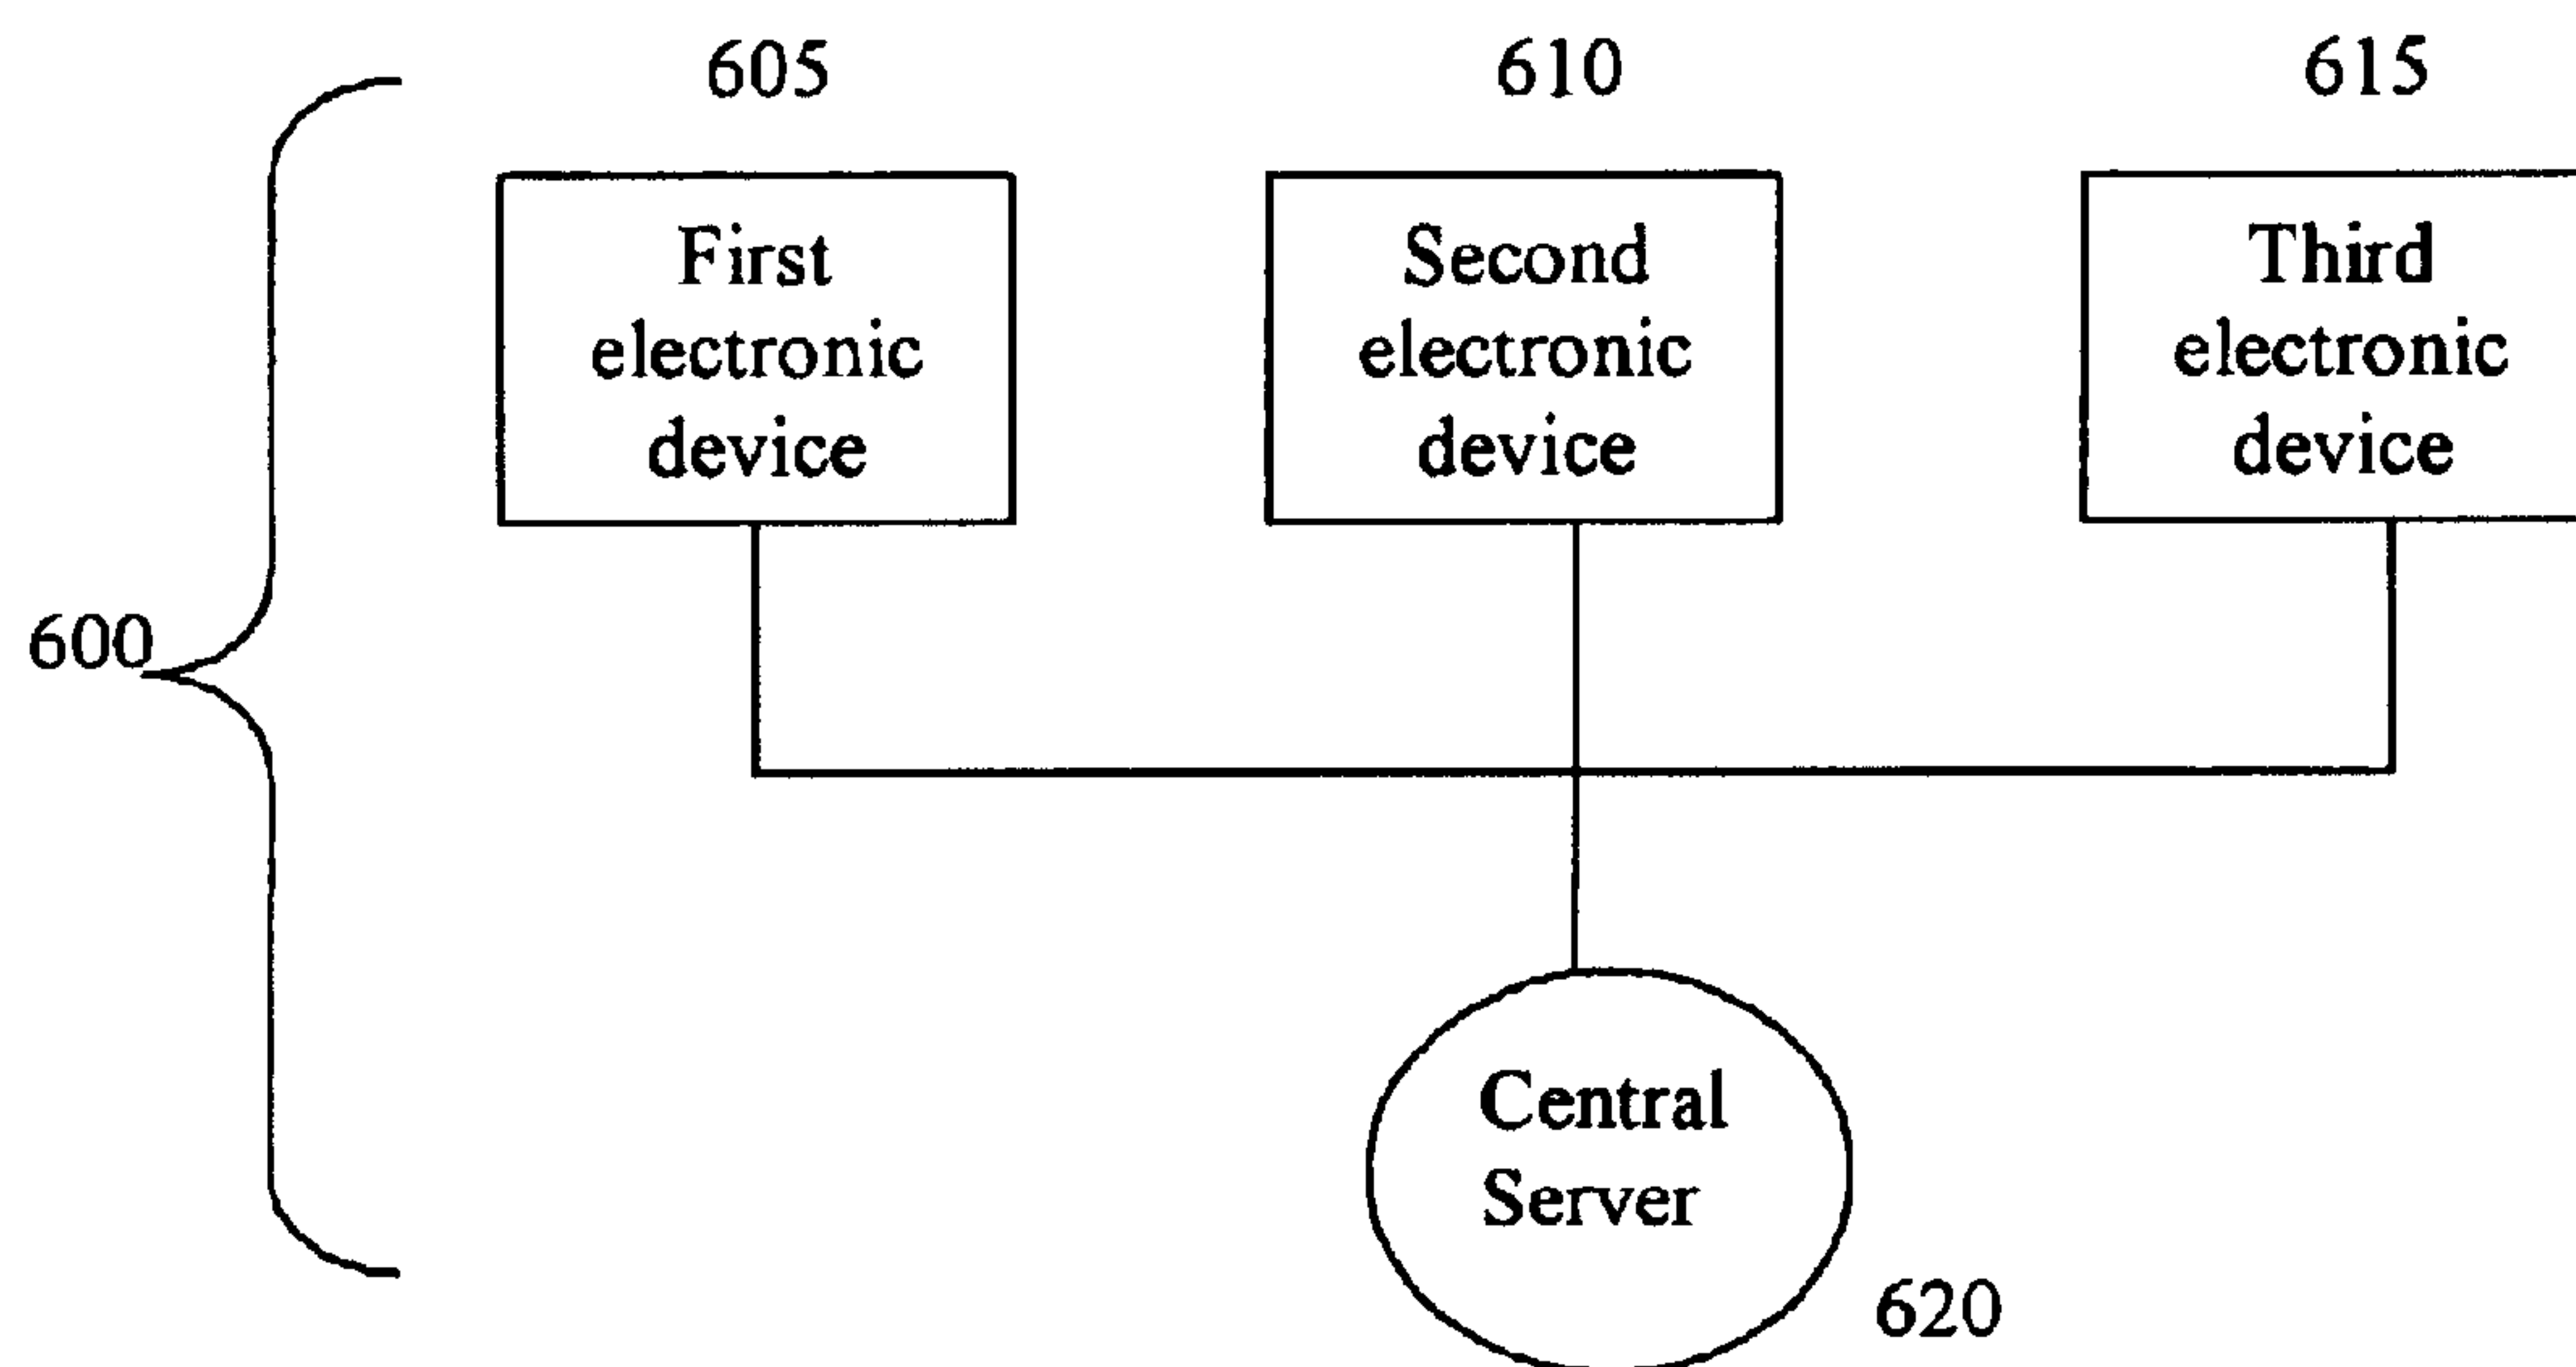 605
610
615
First
electronic
device
Second
electronic
device
Third
electronic
device
600
Central
Server
620